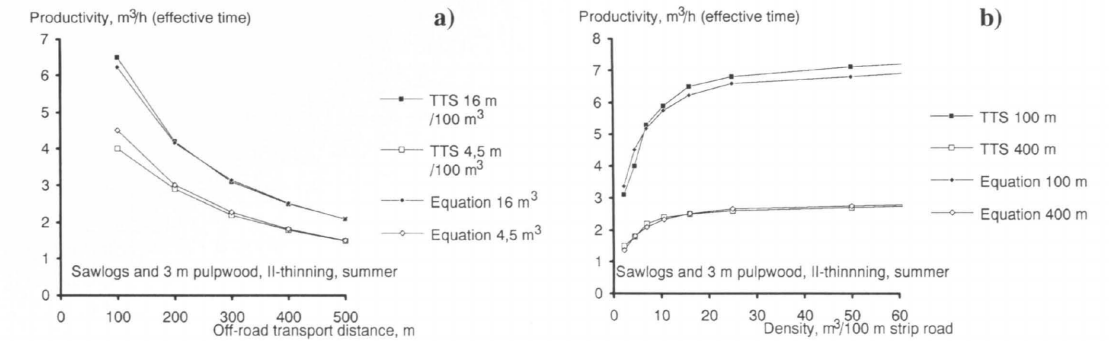 Productivity, m³/h (effective time)
a)
7
6
5
4
3
2
1
0
0 100 200 300 400 500
Off-road transport distance, m
Sawlogs and 3 m pulpwood, II-thinning, summer
TTS 16 m
/100 m³
TTS 4,5 m
/100 m³
Equation 16 m³
Equation 4,5 m³
Productivity, m³/h (effective time)
b)
8
7
6
5
4
3
2
1
0
0 10 20 30 40 50 60
Density, m³/100 m strip road
Sawlogs and 3 m pulpwood, II-thinnning, summer
TTS 100 m
TTS 400 m
Equation 100 m
Equation 400 m